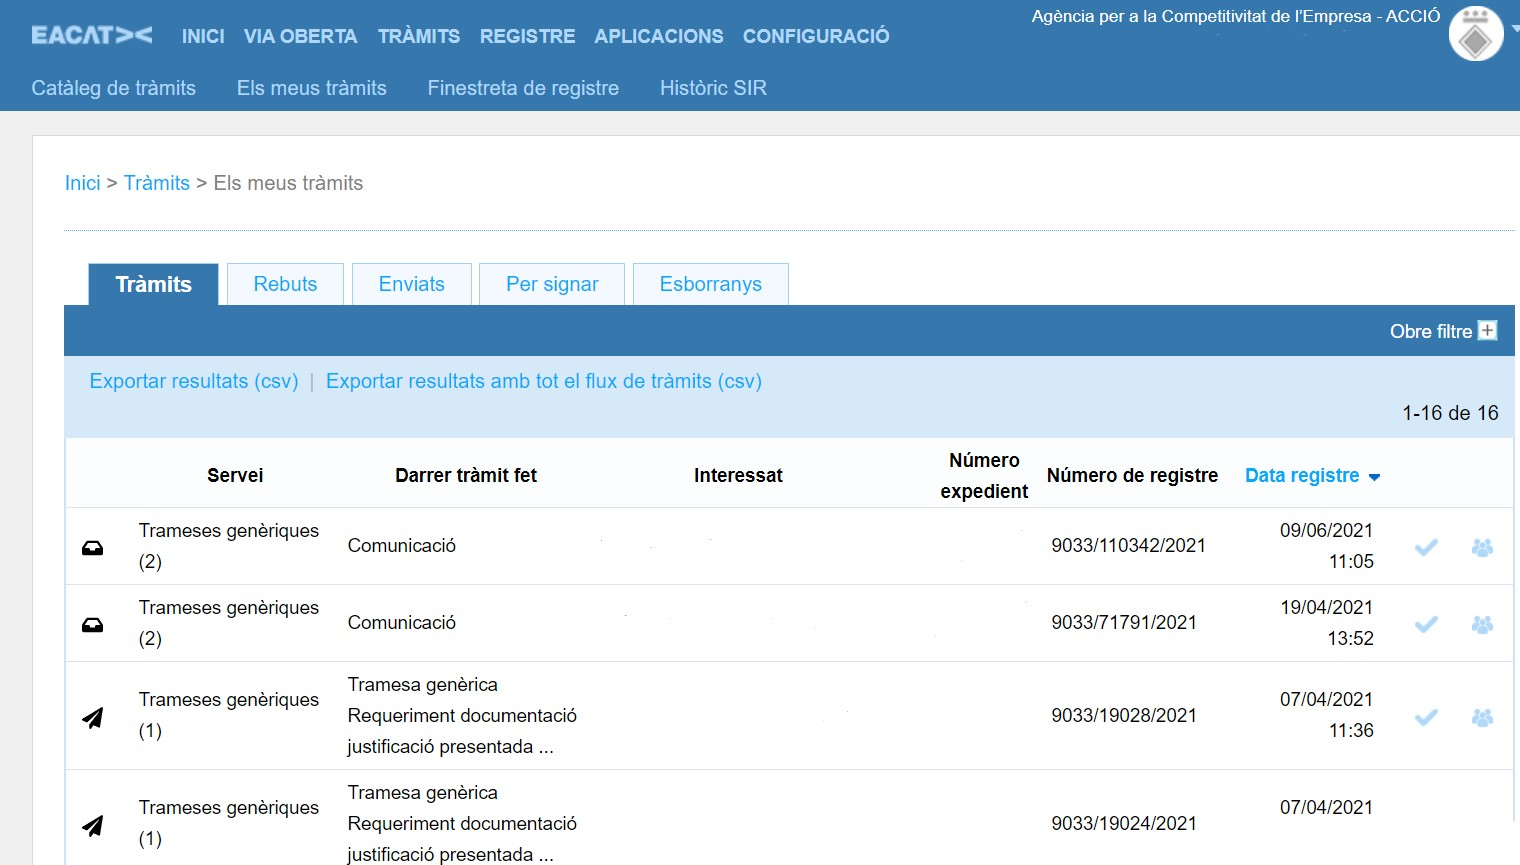 Agència per a la Competitivitat de l'Empresa - ACCIÓ
EACAT
INICI VIA OBERTA TRÀMITS REGISTRE APLICACIONS CONFIGURACIÓ
Catàleg de tràmits Els meus tràmits Finestreta de registre Històric SIR
Inici > Tràmits > Els meus tràmits
Tràmits Rebuts Enviats Per signar Esborranys
Obre filtre
Exportar resultats (csv) | Exportar resultats amb tot el flux de tràmits (csv)
1-16 de 16
Servei Darrer tràmit fet Interessat Número expedient Número de registre Data registre
Trameses genèriques (2) Comunicació 9033/110342/2021 09/06/2021 11:05
Trameses genèriques (2) Comunicació 9033/71791/2021 19/04/2021 13:52
Trameses genèriques (1) Tramesa genèrica Requeriment documentació justificació presentada ... 9033/19028/2021 07/04/2021 11:36
Trameses genèriques (1) Tramesa genèrica Requeriment documentació justificació presentada ... 9033/19024/2021 07/04/2021